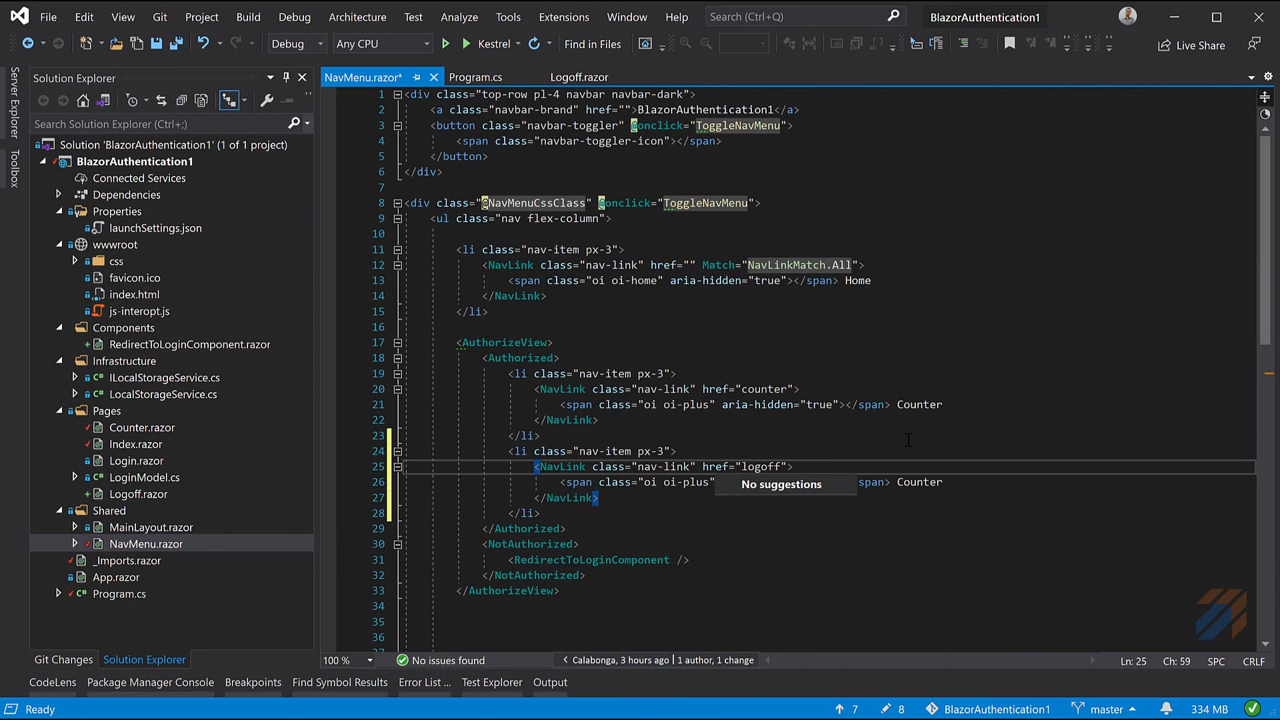 File Edit View Git Project Build Debug Architecture Test Analyze Tools Extensions Window Help Search (Ctrl+Q) BlazorAuthentication1
Debug Any CPU Kestrel Find in Files Live Share
Server Explorer
Toolbox
Solution Explorer
Search Solution Explorer (Ctrl+;)
Solution 'BlazorAuthentication1' (1 of 1 project)
BlazorAuthentication1
Connected Services
Dependencies
Properties
launchSettings.json
wwwroot
css
favicon.ico
index.html
js-interopt.js
Components
RedirectToLoginComponent.razor
Infrastructure
ILocalStorageService.cs
LocalStorageService.cs
Pages
Counter.razor
Index.razor
Login.razor
LoginModel.cs
Logoff.razor
Shared
MainLayout.razor
NavMenu.razor
_Imports.razor
App.razor
Program.cs
Git Changes Solution Explorer
NavMenu.razor* Program.cs Logoff.razor
1 <div class="top-row pl-4 navbar navbar-dark">
2 <a class="navbar-brand" href="">BlazorAuthentication1</a>
3 <button class="navbar-toggler" @onclick="ToggleNavMenu">
4 <span class="navbar-toggler-icon"></span>
5 </button>
6 </div>
7
8 <div class="@NavMenuCssClass" @onclick="ToggleNavMenu">
9 <ul class="nav flex-column">
10
11 <li class="nav-item px-3">
12 <NavLink class="nav-link" href="" Match="NavLinkMatch.All">
13 <span class="oi oi-home" aria-hidden="true"></span> Home
14 </NavLink>
15 </li>
16
17 <AuthorizeView>
18 <Authorized>
19 <li class="nav-item px-3">
20 <NavLink class="nav-link" href="counter">
21 <span class="oi oi-plus" aria-hidden="true"></span> Counter
22 </NavLink>
23 </li>
24 <li class="nav-item px-3">
25 <NavLink class="nav-link" href="logoff">
26 <span class="oi oi-plus" span> Counter
No suggestions
27 </NavLink>
28 </li>
29 </Authorized>
30 <NotAuthorized>
31 <RedirectToLoginComponent />
32 </NotAuthorized>
33 </AuthorizeView>
34
35
36
100 % No issues found Calabonga, 3 hours ago | 1 author, 1 change Ln: 25 Ch: 59 SPC CRLF
CodeLens Package Manager Console Breakpoints Find Symbol Results Error List ... Test Explorer Output
Ready 7 8 BlazorAuthentication1 master 334 MB